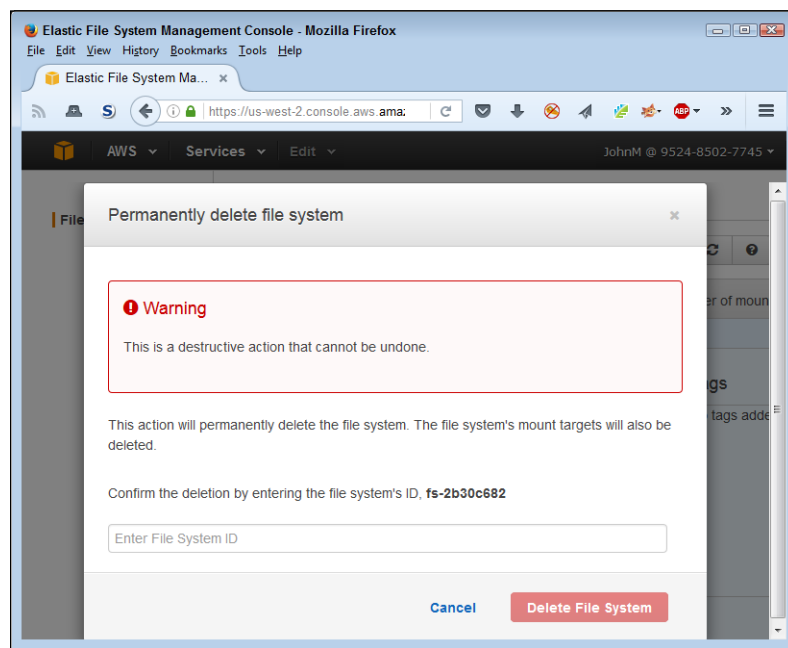 Elastic File System Management Console - Mozilla Firefox
File Edit View History Bookmarks Tools Help
Elastic File System Ma... ×
S https://us-west-2.console.aws.ama: ABP »
AWS Services Edit JohnM @ 9524-8502-7745
File
Permanently delete file system ×
er of moun
Warning
This is a destructive action that cannot be undone.
gs
tags adde
This action will permanently delete the file system. The file system's mount targets will also be
deleted.
Confirm the deletion by entering the file system's ID, fs-2b30c682
Enter File System ID
Cancel Delete File System